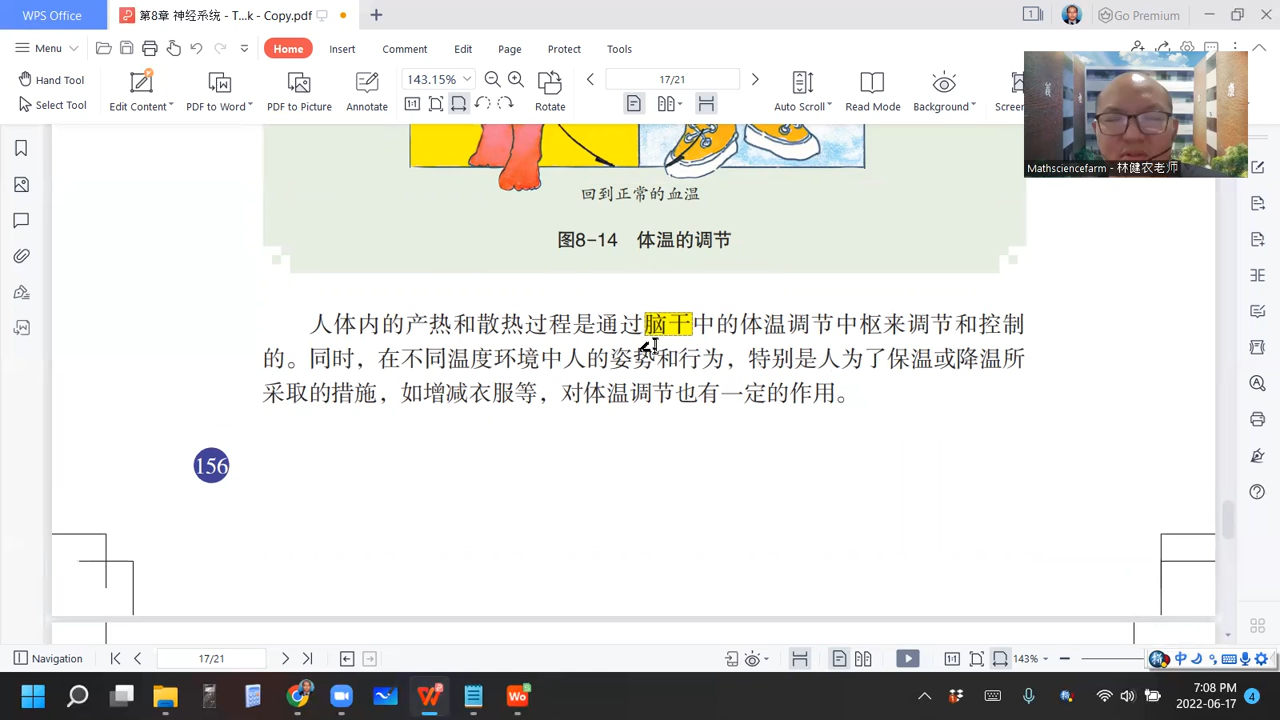 WPS Office
第8章 神经系统 - T...k - Copy.pdf
Go Premium
Menu
Home
Insert
Comment
Edit
Page
Protect
Tools
Hand Tool
Select Tool
Edit Content
PDF to Word
PDF to Picture
Annotate
143.15%
Rotate
17/21
Auto Scroll
Read Mode
Background
Screen
Mathsciencefarm - 林健农老师
回到正常的血温
图8-14 体温的调节
人体内的产热和散热过程是通过脑干中的体温调节中枢来调节和控制
的。同时，在不同温度环境中人的姿势和行为，特别是人为了保温或降温所
采取的措施，如增减衣服等，对体温调节也有一定的作用。
156
Navigation
17/21
143%
中
7:08 PM
2022-06-17
4